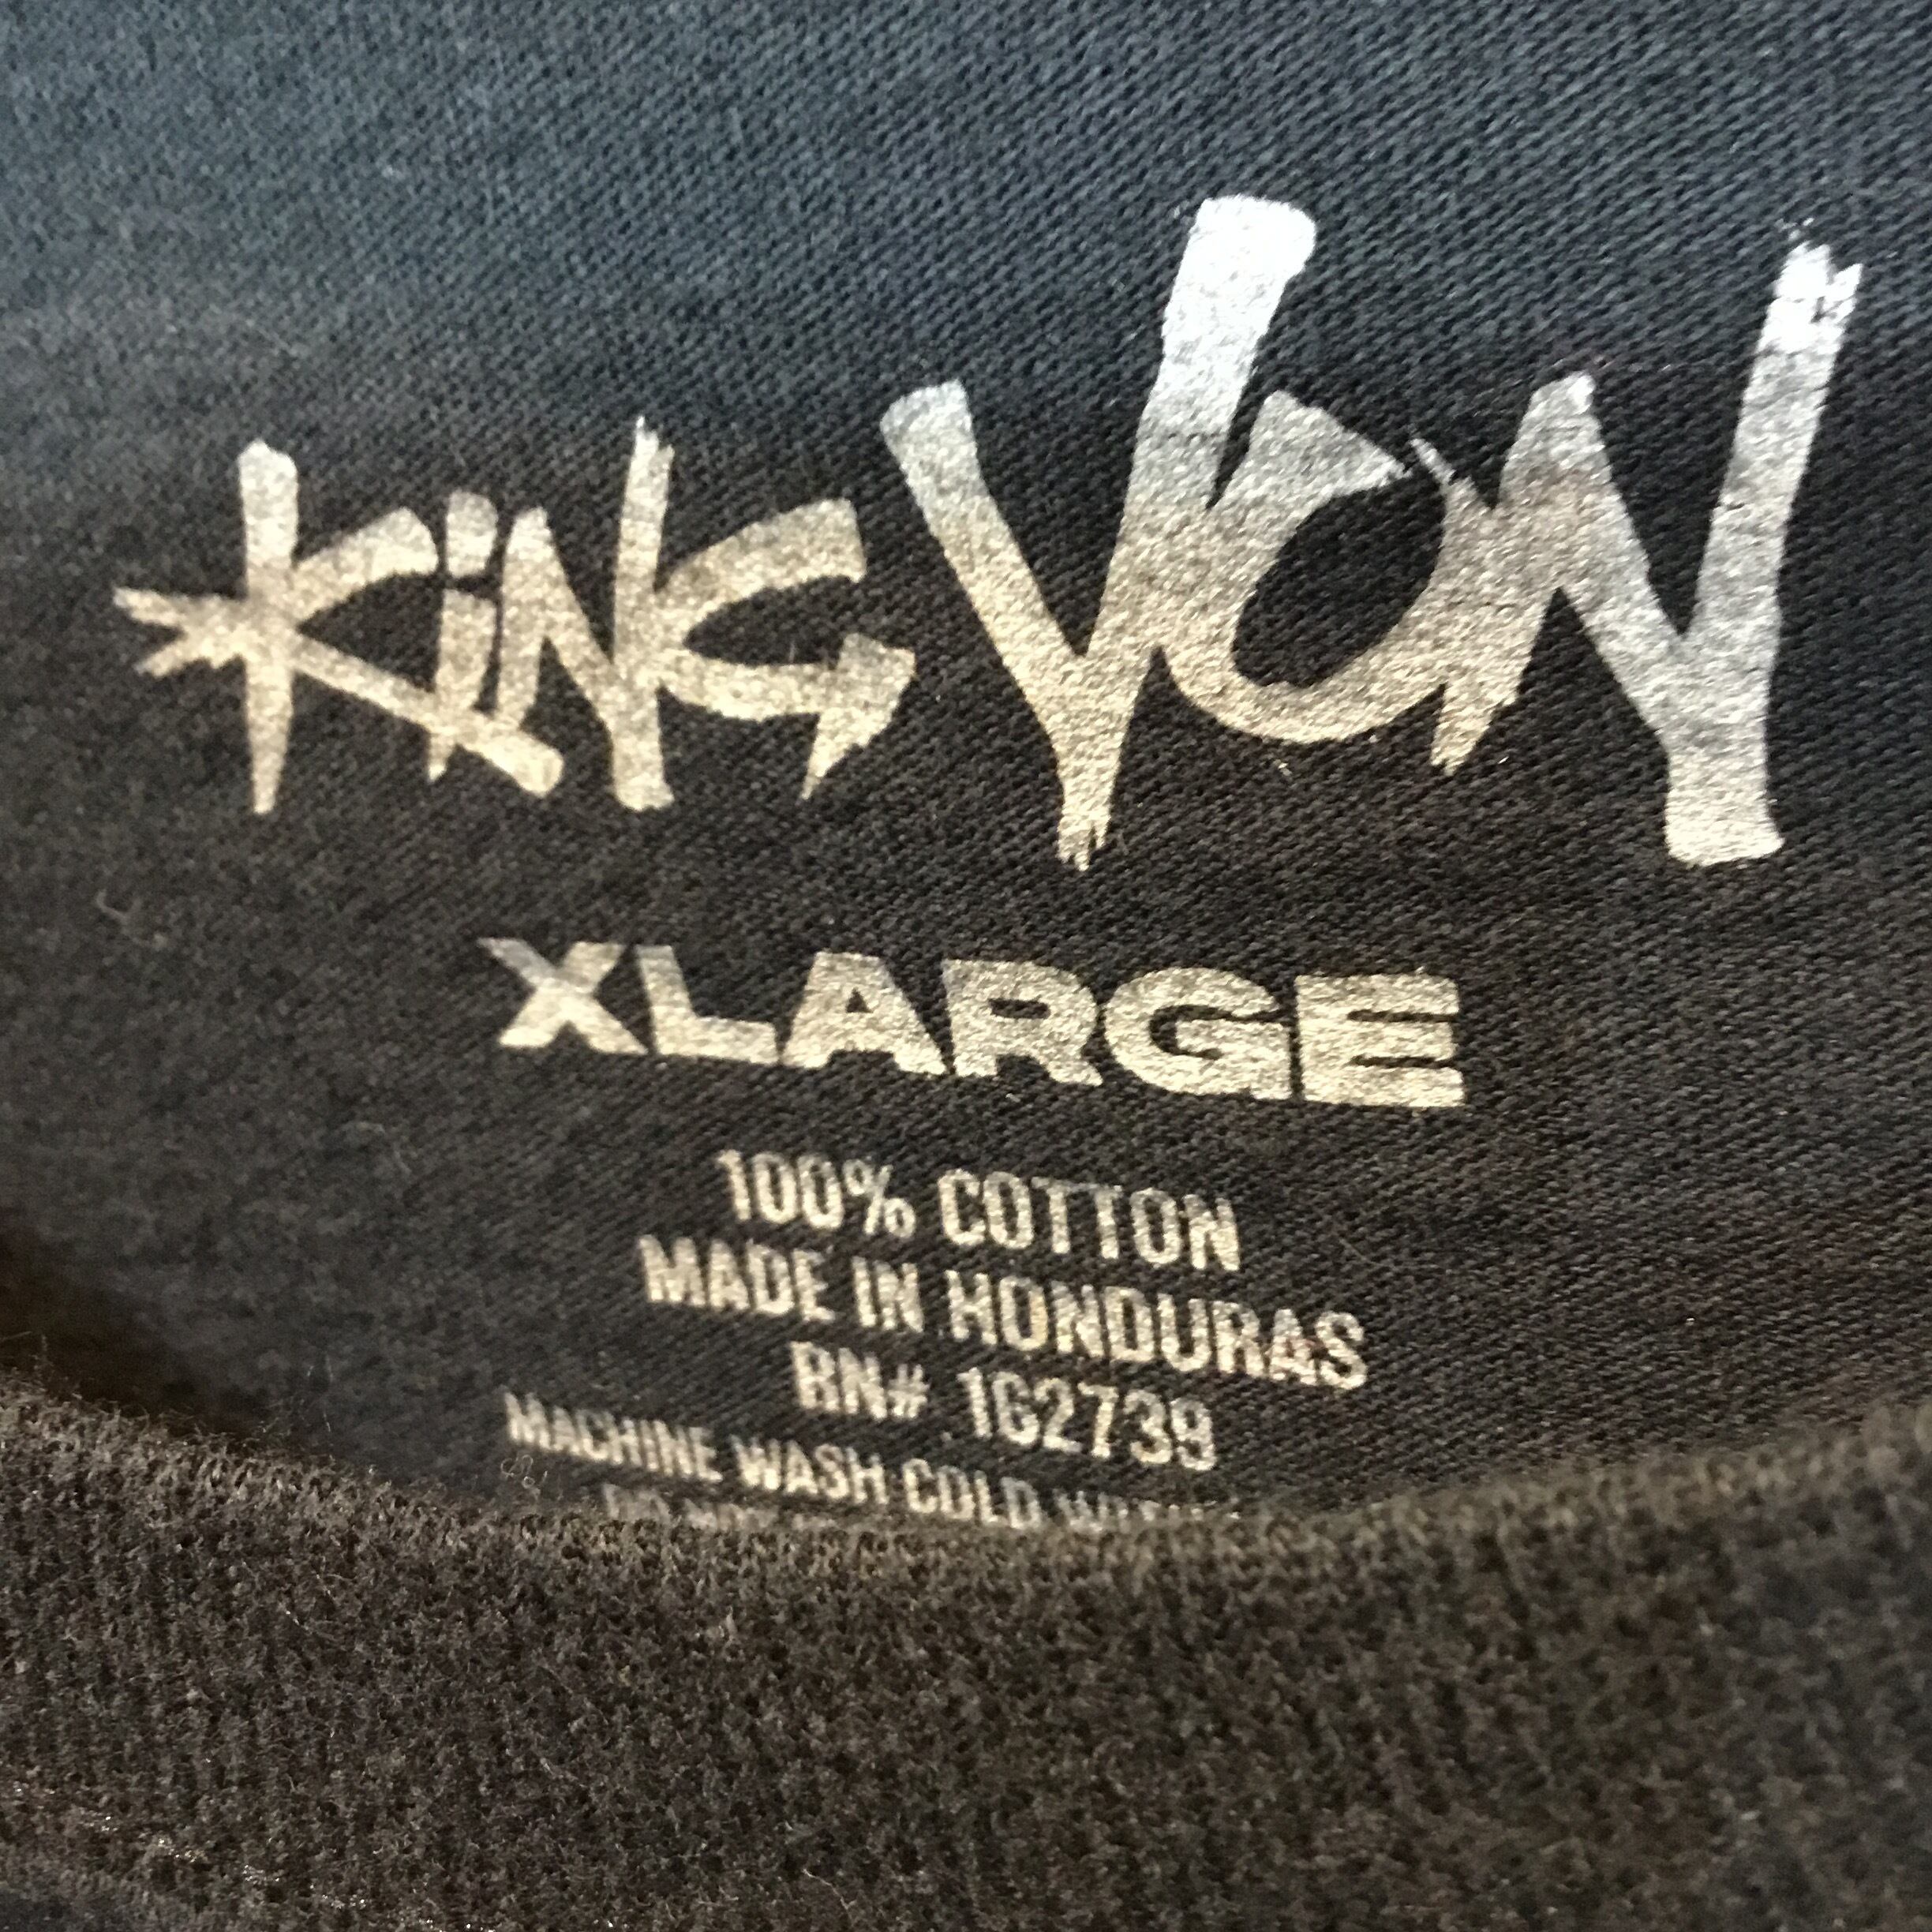 KiNG VON
XLARGE
100% COTTON
MADE IN HONDURAS
RN# 162739
MACHINE WASH COLD